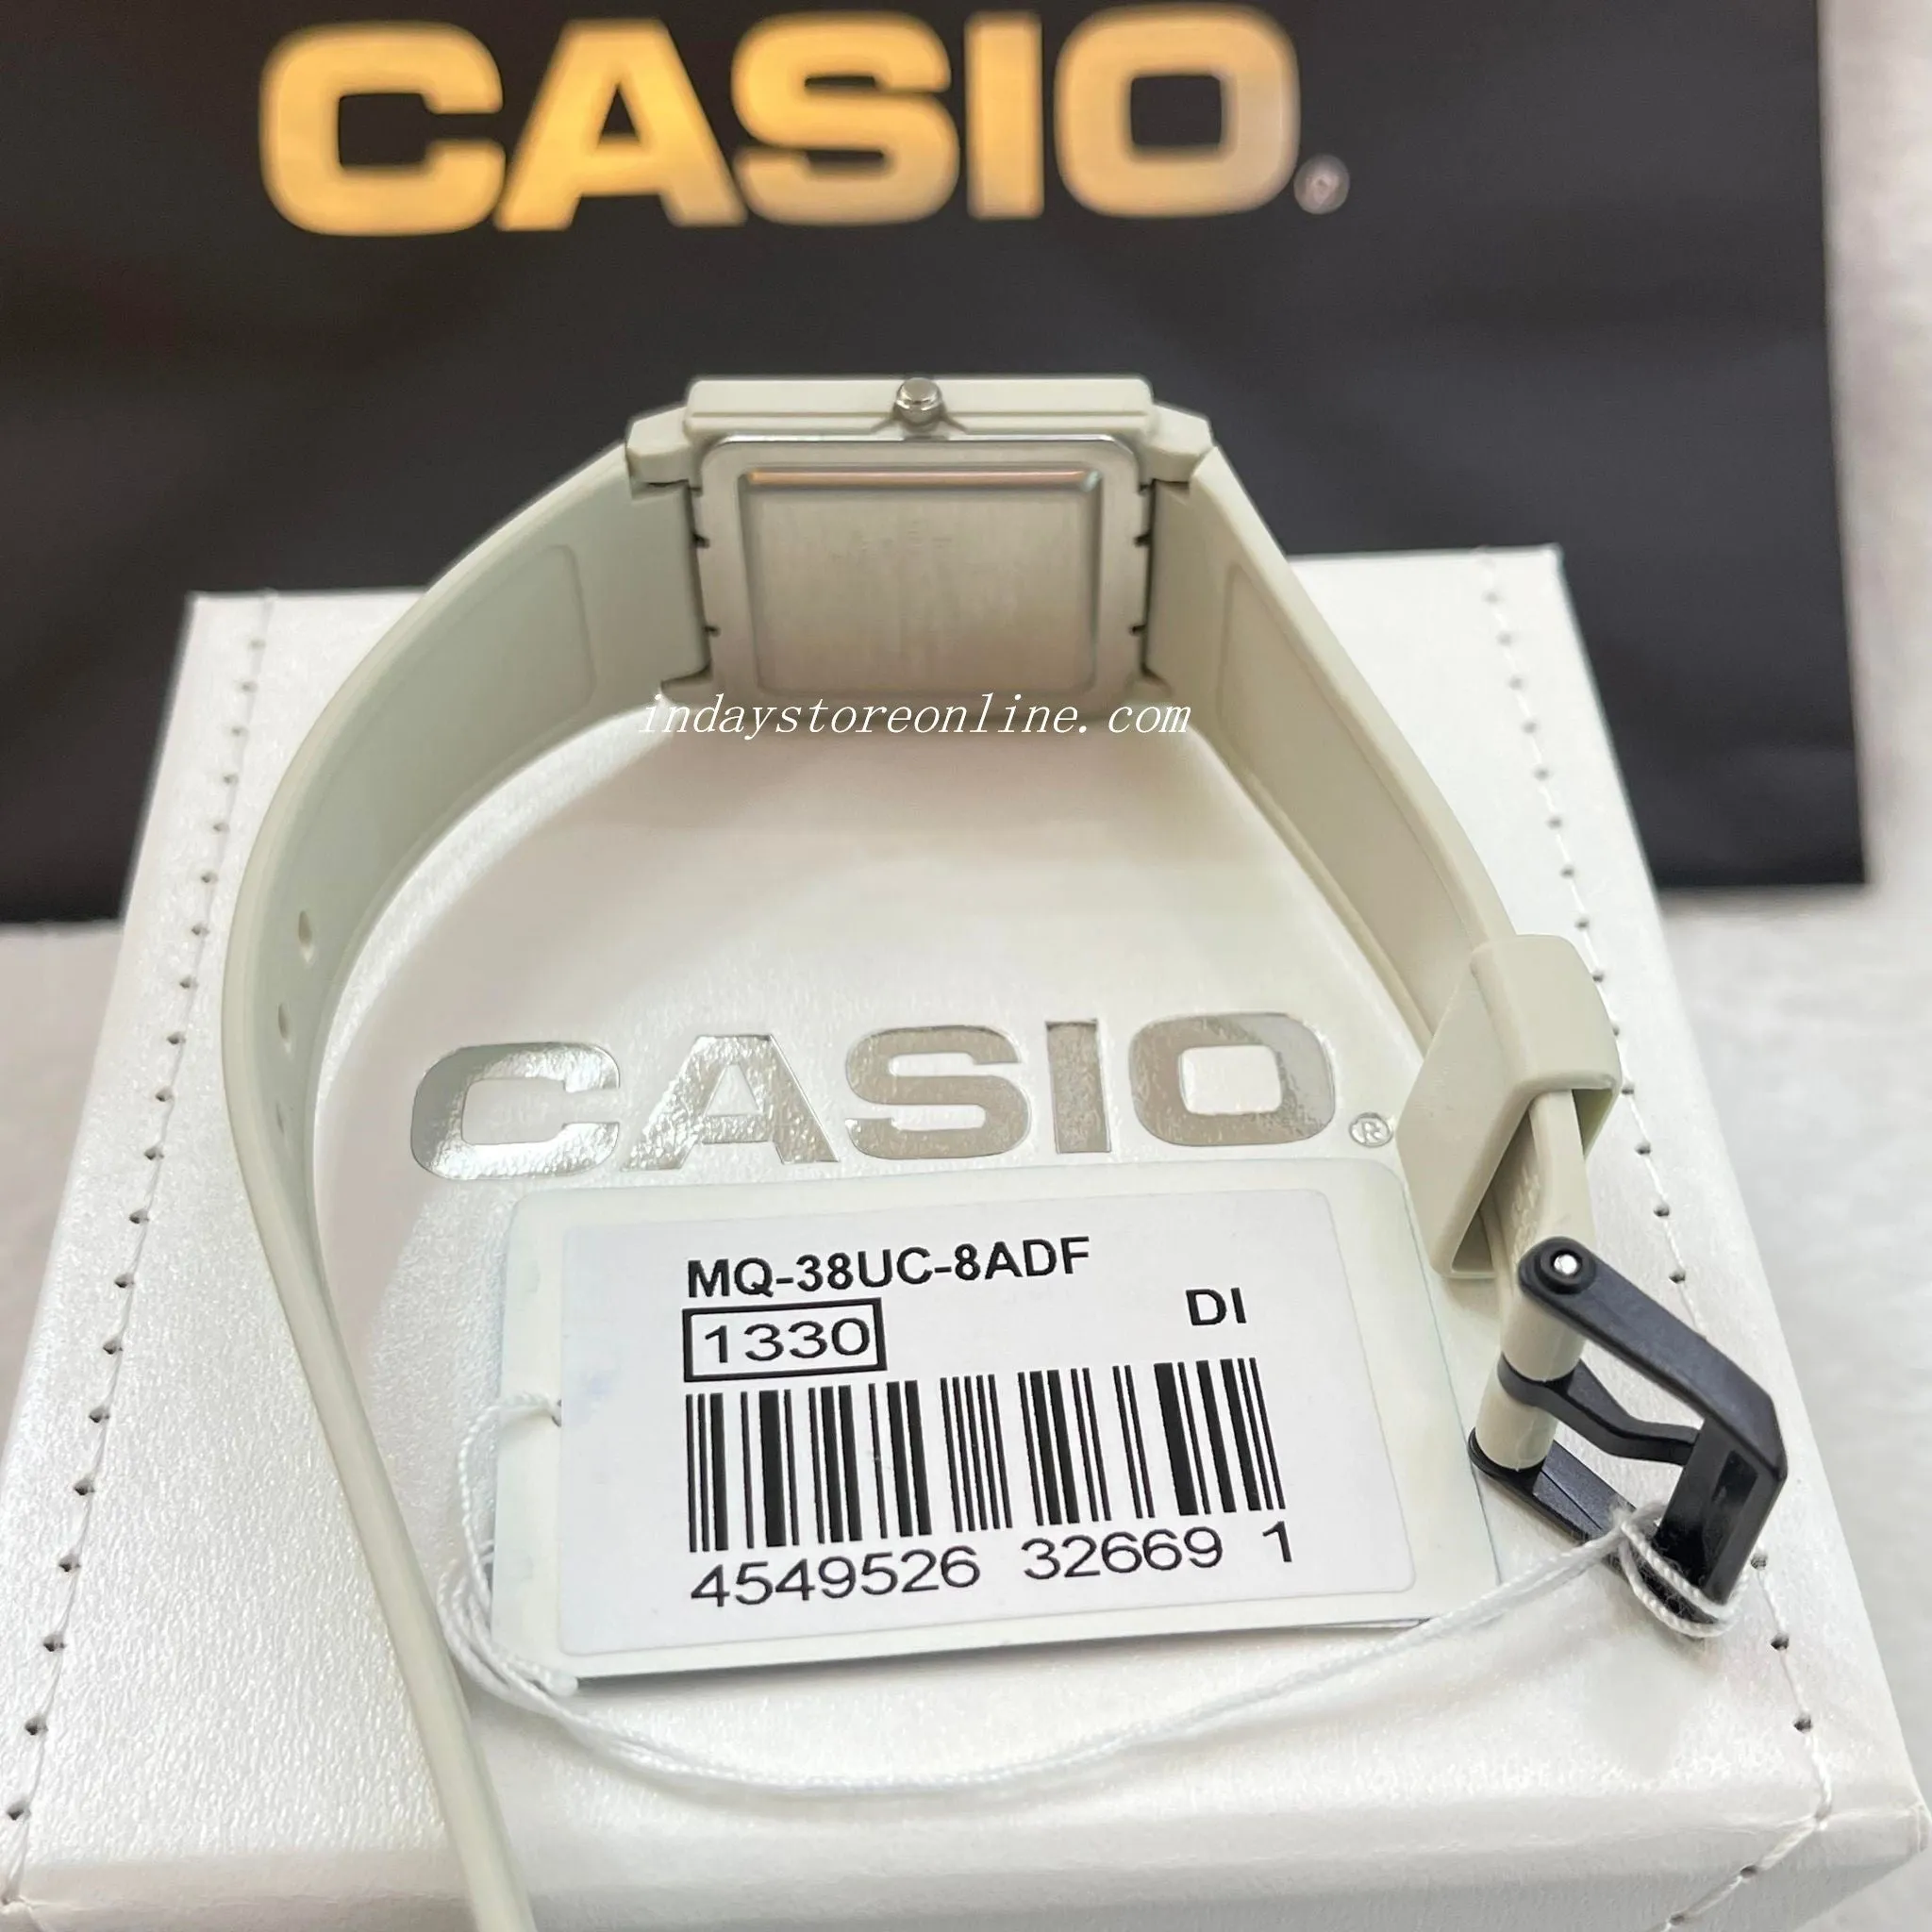 CASIO®
indaystoreonline.com
CASIO®
MQ-38UC-8ADF
1330
DI
4549526 32669 1